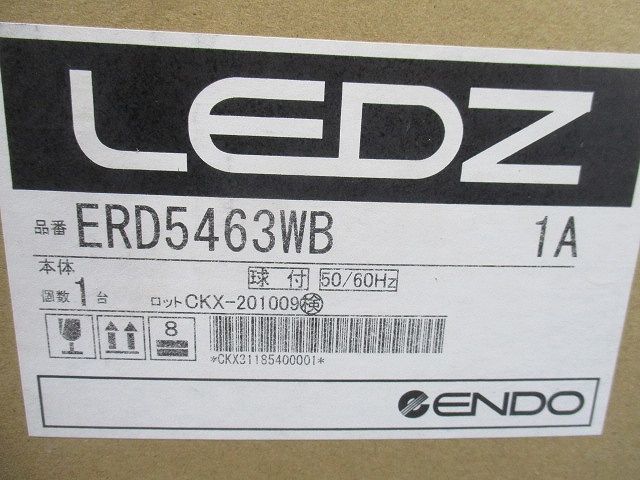 LEDZ
品番 ERD5463WB 1A
本体 球付 50/60Hz
個数 1台 ロット CKX-201009 検
8
*CKX31185400001*
ENDO